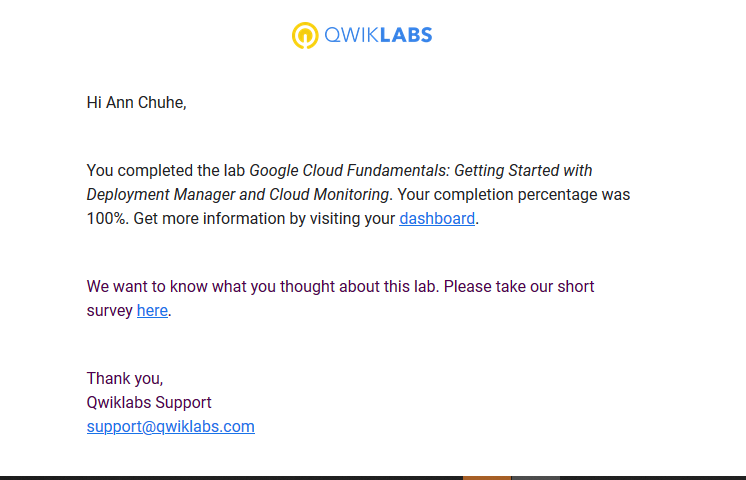 QWIKLABS
Hi Ann Chuhe,
You completed the lab Google Cloud Fundamentals: Getting Started with
Deployment Manager and Cloud Monitoring. Your completion percentage was
100%. Get more information by visiting your dashboard.
We want to know what you thought about this lab. Please take our short
survey here.
Thank you,
Qwiklabs Support
support@qwiklabs.com